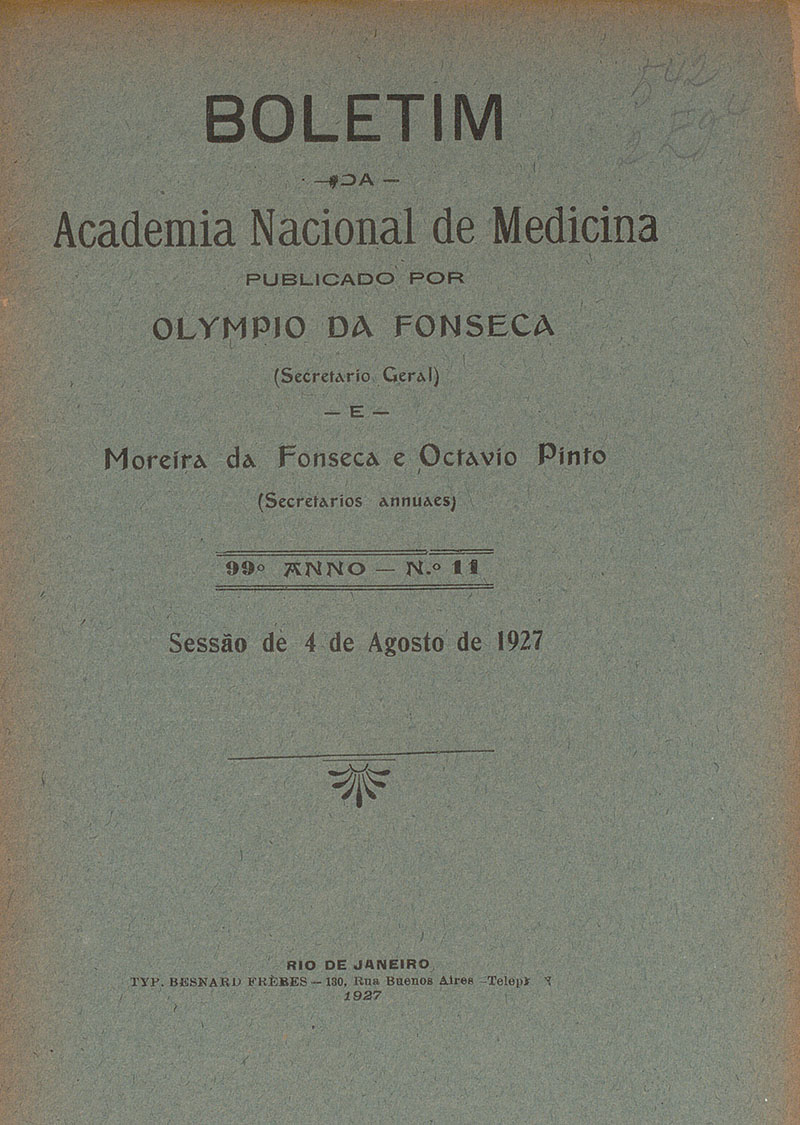 542
BOLETIM
— DA —
Academia Nacional de Medicina
PUBLICADO POR
OLYMPIO DA FONSECA
(Secretario Geral)
— E —
Moreira da Fonseca e Octavio Pinto
(Secretarios annuaes)
99º ANNO — N.º 11
Sessão de 4 de Agosto de 1927
RIO DE JANEIRO
TYP. BESNARD FRÈRES — 130, Rua Buenos Aires —
1927